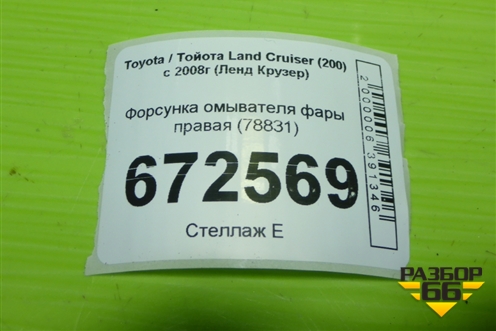 Toyota / Тойота Land Cruiser (200)
с 2008г (Ленд Крузер)
Форсунка омывателя фары
правая (78831)
672569
Стеллаж Е
2000006391346
РАЗБОР
66